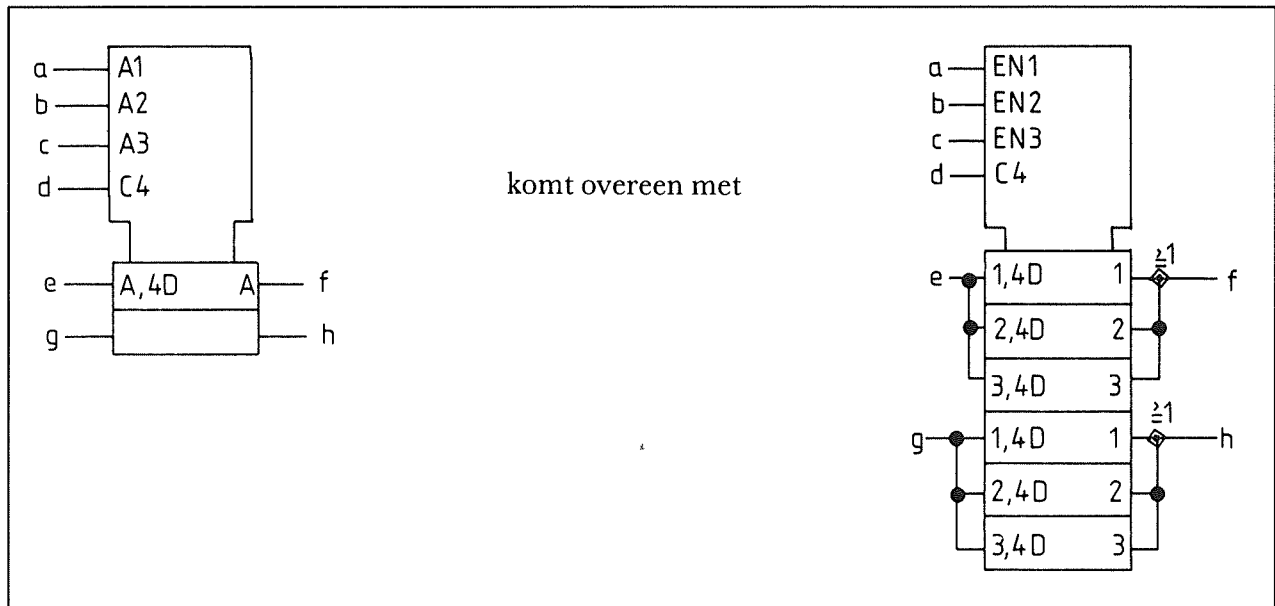 a A1
b A2
c A3
d C4
e A,4D A f
g h
komt overeen met
a EN1
b EN2
c EN3
d C4
≥1
e 1,4D 1 f
2,4D 2
3,4D 3
≥1
g 1,4D 1 h
2,4D 2
3,4D 3